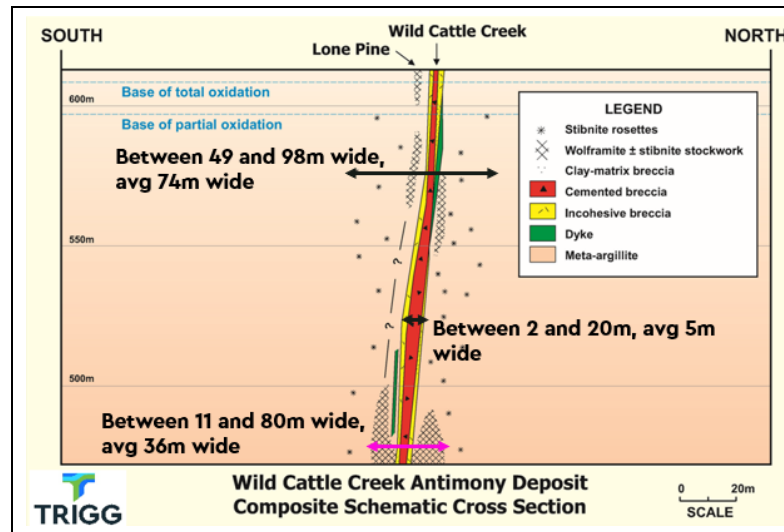 SOUTH
Wild Cattle Creek
NORTH
Lone Pine
Base of total oxidation
600m
Base of partial oxidation
Between 49 and 98m wide,
avg 74m wide
LEGEND
Stibnite rosettes
Wolframite ± stibnite stockwork
Clay-matrix breccia
Cemented breccia
Incohesive breccia
Dyke
Meta-argillite
550m
?
Between 2 and 20m, avg 5m
wide
?
500m
Between 11 and 80m wide,
avg 36m wide
TRIGG
Wild Cattle Creek Antimony Deposit
Composite Schematic Cross Section
0 20m
SCALE